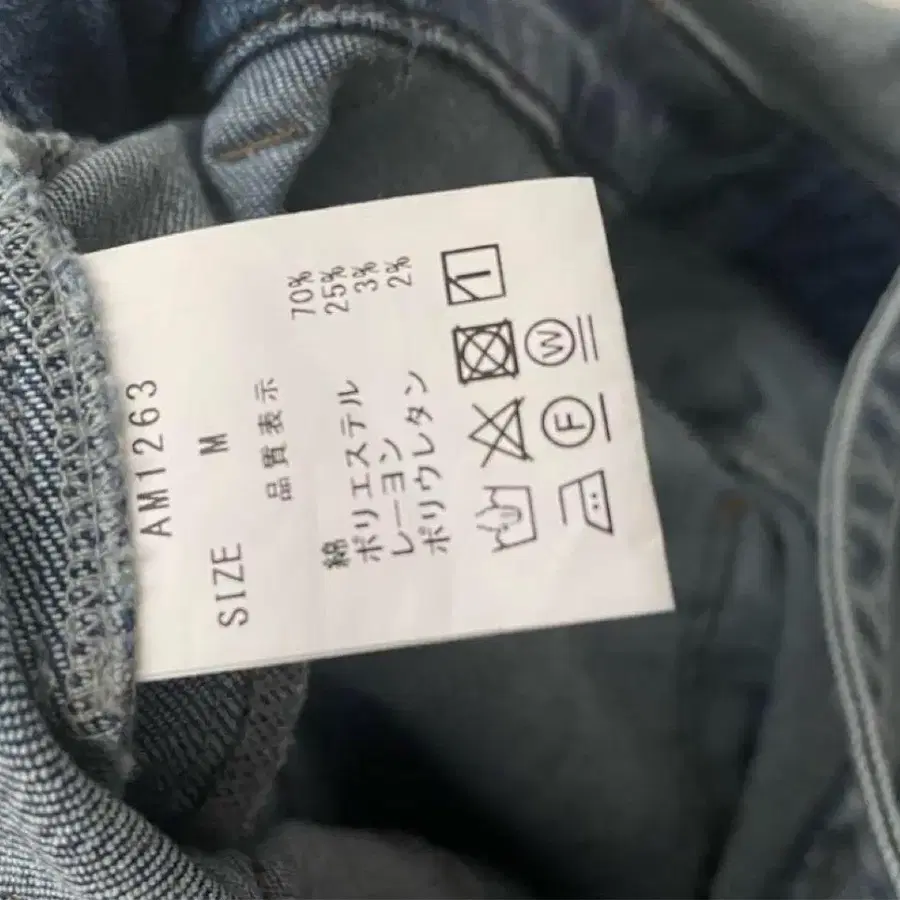 AM1263
SIZE M
品質表示
綿 70%
ポリエステル 25%
レーヨン 3%
ポリウレタン 2%
W
F